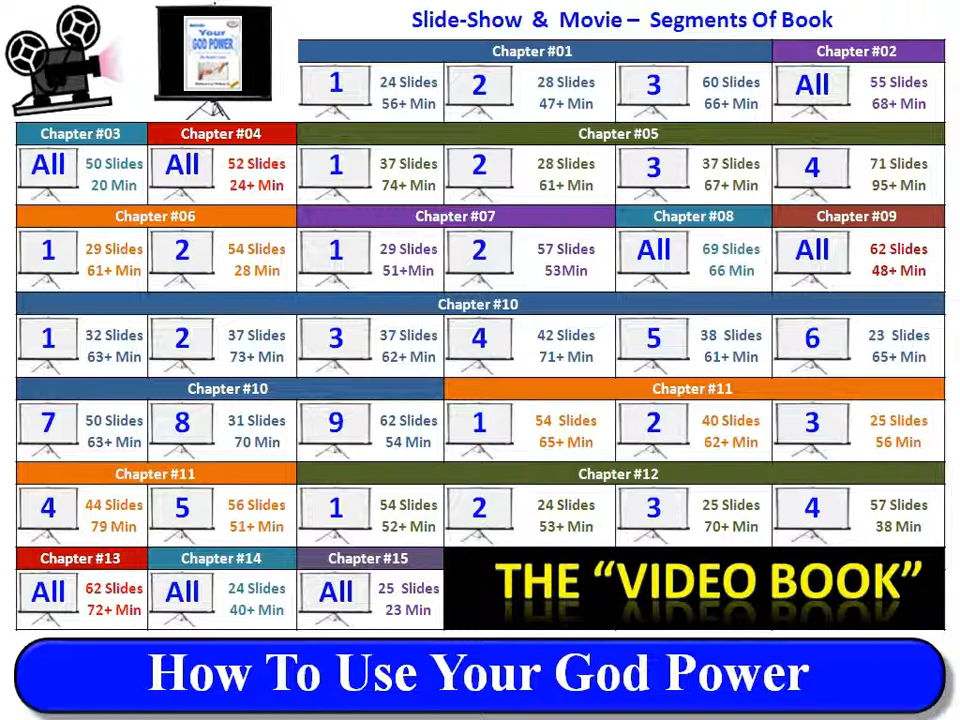 Slide-Show & Movie – Segments Of Book
Your
GOD POWER
Chapter #01
Chapter #02
1 24 Slides 56+ Min
2 28 Slides 47+ Min
3 60 Slides 66+ Min
All 55 Slides 68+ Min
Chapter #03
Chapter #04
Chapter #05
All 50 Slides 20 Min
All 52 Slides 24+ Min
1 37 Slides 74+ Min
2 28 Slides 61+ Min
3 37 Slides 67+ Min
4 71 Slides 95+ Min
Chapter #06
Chapter #07
Chapter #08
Chapter #09
1 29 Slides 61+ Min
2 54 Slides 28 Min
1 29 Slides 51+Min
2 57 Slides 53Min
All 69 Slides 66 Min
All 62 Slides 48+ Min
Chapter #10
1 32 Slides 63+ Min
2 37 Slides 73+ Min
3 37 Slides 62+ Min
4 42 Slides 71+ Min
5 38 Slides 61+ Min
6 23 Slides 65+ Min
Chapter #10
Chapter #11
7 50 Slides 63+ Min
8 31 Slides 70 Min
9 62 Slides 54 Min
1 54 Slides 65+ Min
2 40 Slides 62+ Min
3 25 Slides 56 Min
Chapter #11
Chapter #12
4 44 Slides 79 Min
5 56 Slides 51+ Min
1 54 Slides 52+ Min
2 24 Slides 53+ Min
3 25 Slides 70+ Min
4 57 Slides 38 Min
Chapter #13
Chapter #14
Chapter #15
All 62 Slides 72+ Min
All 24 Slides 40+ Min
All 25 Slides 23 Min
THE “VIDEO BOOK”
How To Use Your God Power